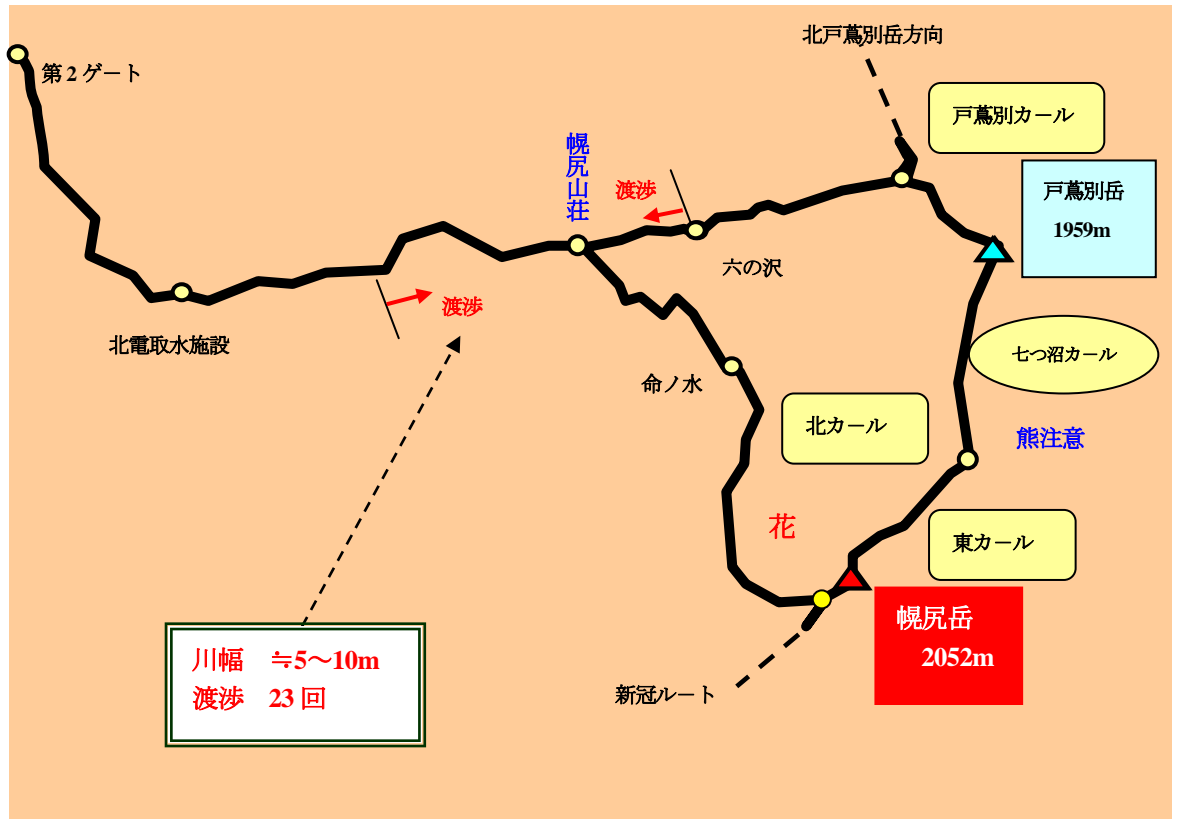 北戸蔦別岳方向
第2ゲート
戸蔦別カール
幌尻山荘
渡渉
戸蔦別岳
1959m
六の沢
渡渉
北電取水施設
七つ沼カール
命ノ水
北カール
熊注意
花
東カール
幌尻岳
2052m
川幅 ≒5～10m
渡渉 23回
新冠ルート